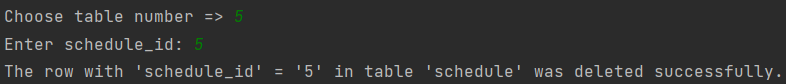 Choose table number => 5
Enter schedule_id: 5
The row with 'schedule_id' = '5' in table 'schedule' was deleted successfully.